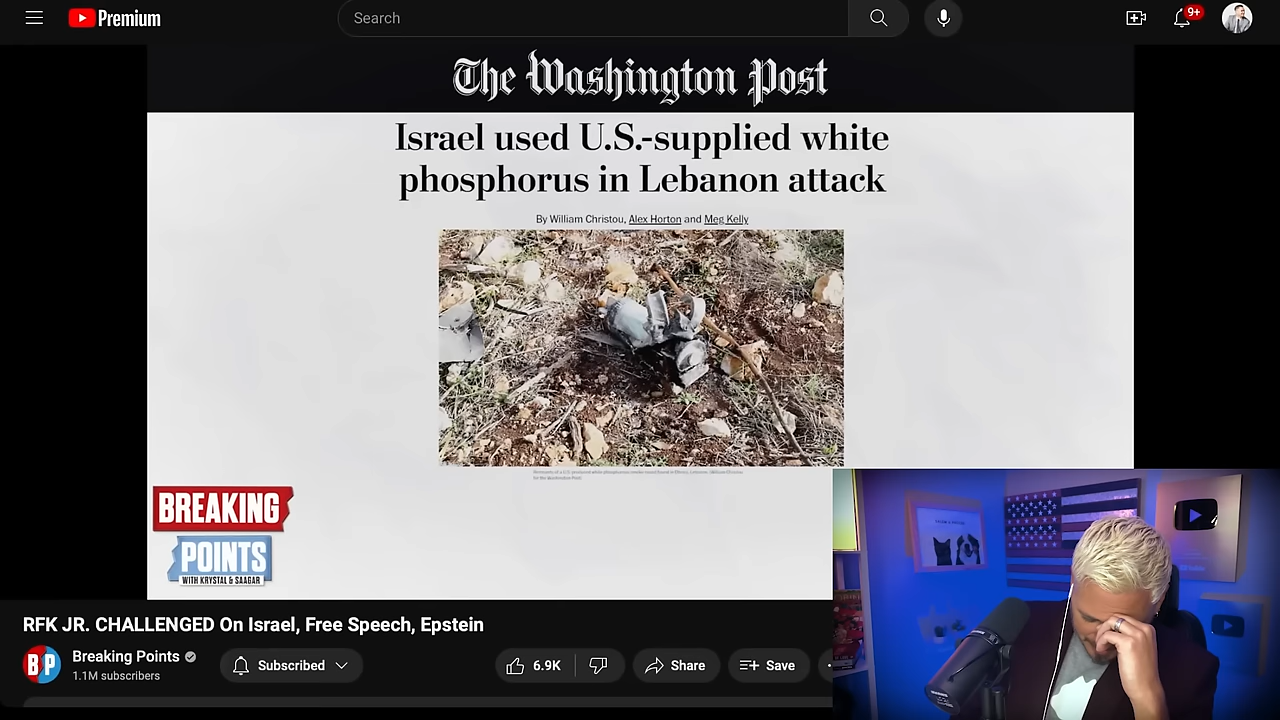 Premium
Search
9+
The Washington Post
Israel used U.S.-supplied white
phosphorus in Lebanon attack
By William Christou, Alex Horton and Meg Kelly
BREAKING
POINTS
WITH KRYSTAL & SAAGAR
RFK JR. CHALLENGED On Israel, Free Speech, Epstein
BP
Breaking Points
1.1M subscribers
Subscribed
6.9K
Share
Save